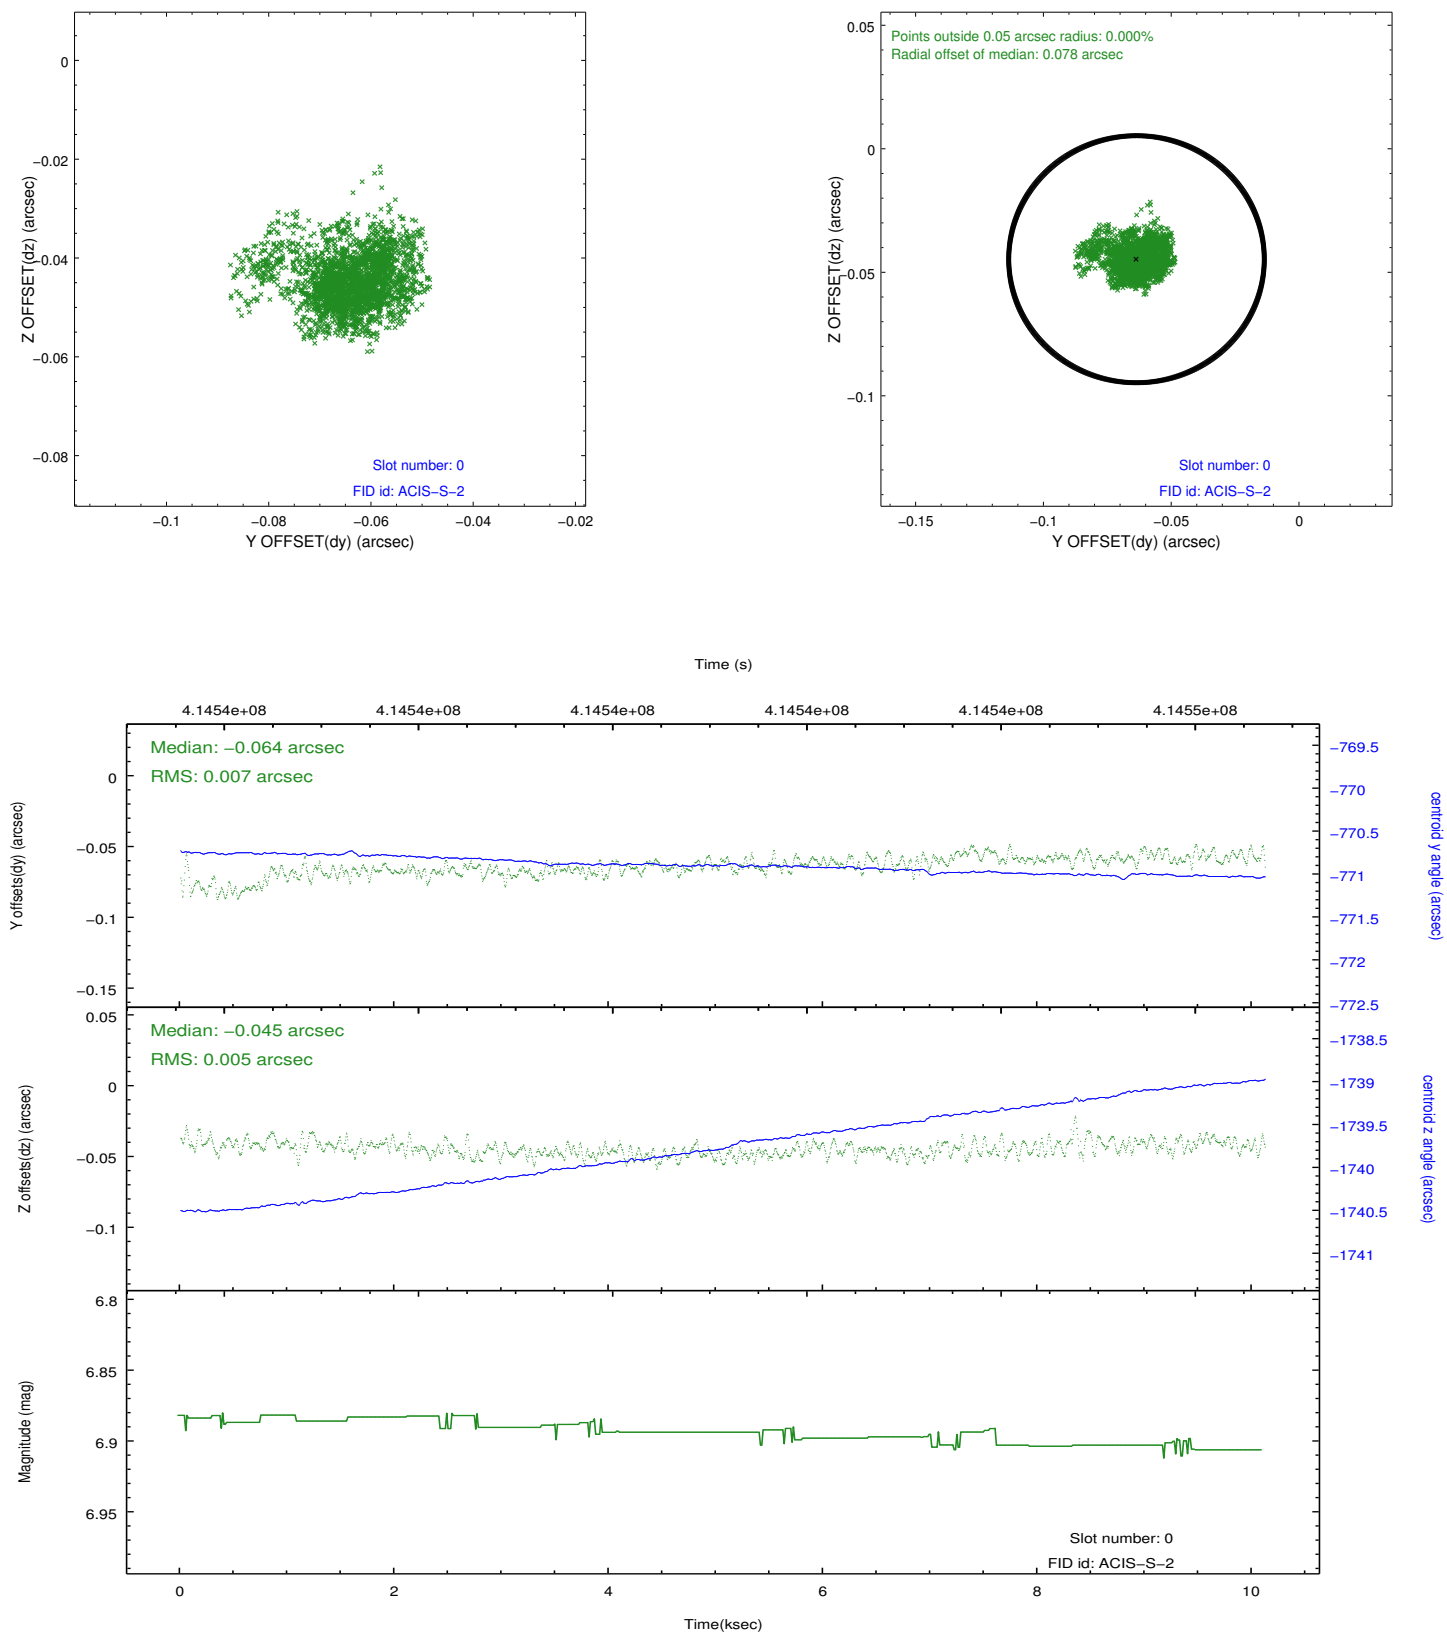 0
−0.02
−0.04
−0.06
−0.08
Z OFFSET(dz) (arcsec)
Slot number: 0
FID id: ACIS−S−2
−0.1
−0.08
−0.06
−0.04
−0.02
Y OFFSET(dy) (arcsec)
Points outside 0.05 arcsec radius: 0.000%
Radial offset of median: 0.078 arcsec
0.05
0
−0.05
−0.1
Z OFFSET(dz) (arcsec)
Slot number: 0
FID id: ACIS−S−2
−0.15
−0.1
−0.05
0
Y OFFSET(dy) (arcsec)
Time (s)
4.1454e+08
4.1454e+08
4.1454e+08
4.1454e+08
4.1454e+08
4.1455e+08
Median: −0.064 arcsec
RMS: 0.007 arcsec
0
−0.05
−0.1
−0.15
Y offsets(dy) (arcsec)
−769.5
−770
−770.5
−771
−771.5
−772
−772.5
centroid y angle (arcsec)
Median: −0.045 arcsec
RMS: 0.005 arcsec
0.05
0
−0.05
−0.1
Z offsets(dz) (arcsec)
−1738.5
−1739
−1739.5
−1740
−1740.5
−1741
centroid z angle (arcsec)
6.8
6.85
6.9
6.95
Magnitude (mag)
Slot number: 0
FID id: ACIS−S−2
0
2
4
6
8
10
Time(ksec)